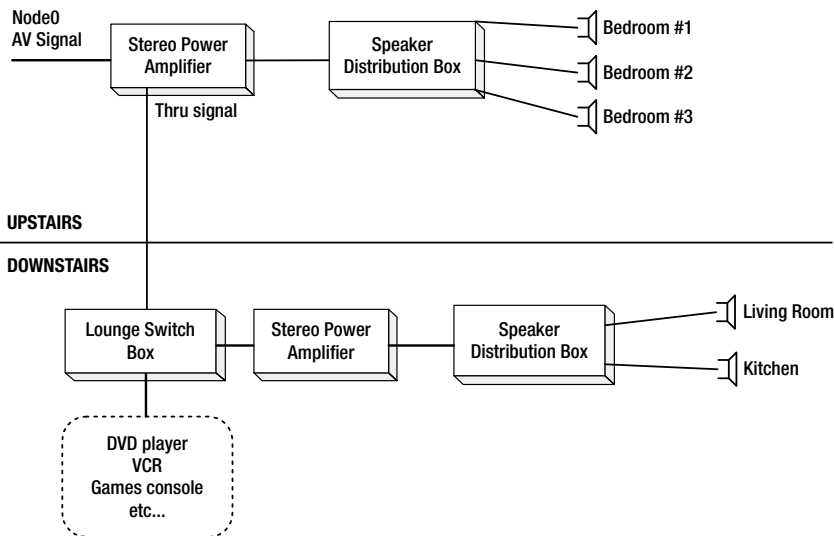 Node0
AV Signal
Stereo Power
Amplifier
Speaker
Distribution Box
Bedroom #1
Bedroom #2
Bedroom #3
Thru signal
UPSTAIRS
DOWNSTAIRS
Lounge Switch
Box
Stereo Power
Amplifier
Speaker
Distribution Box
Living Room
Kitchen
DVD player
VCR
Games console
etc...